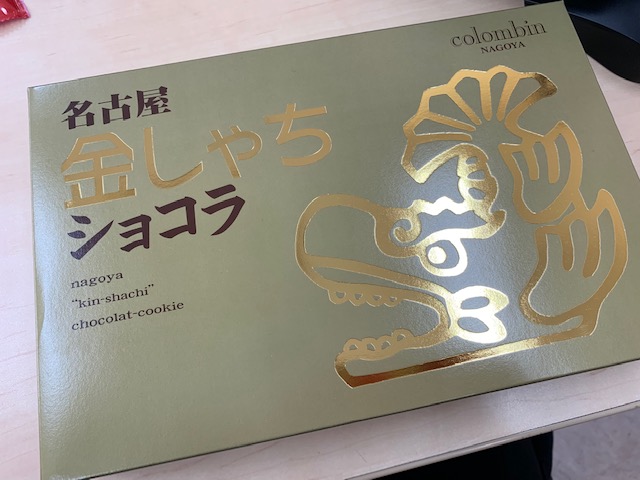 colombin
NAGOYA
名古屋
金しゃち
ショコラ
nagoya
"kin-shachi"
chocolat-cookie